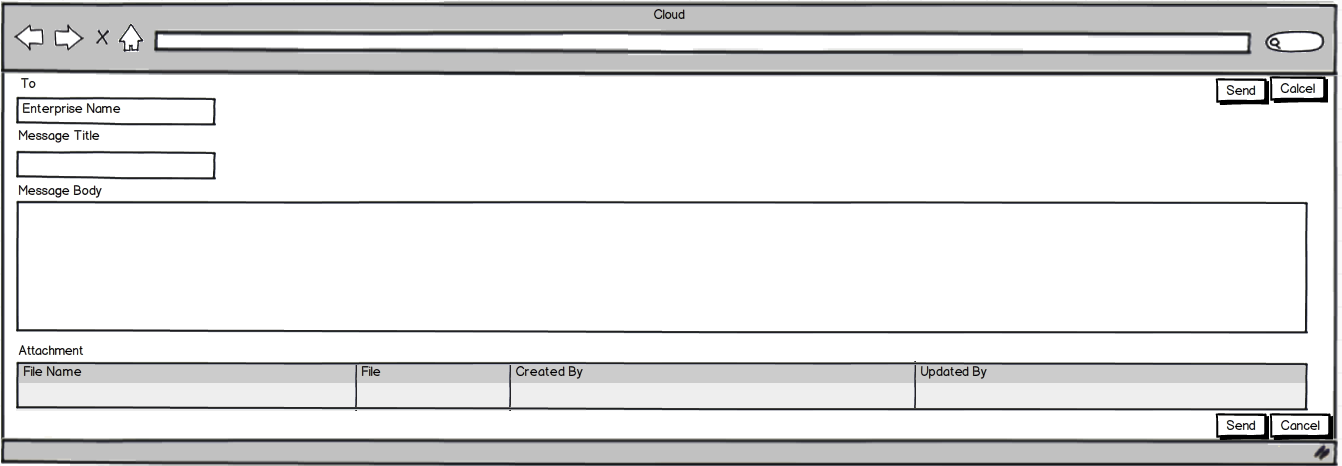 Cloud
To
Send Calcel
Enterprise Name
Message Title
Message Body
Attachment
File Name File Created By Updated By
Send Cancel